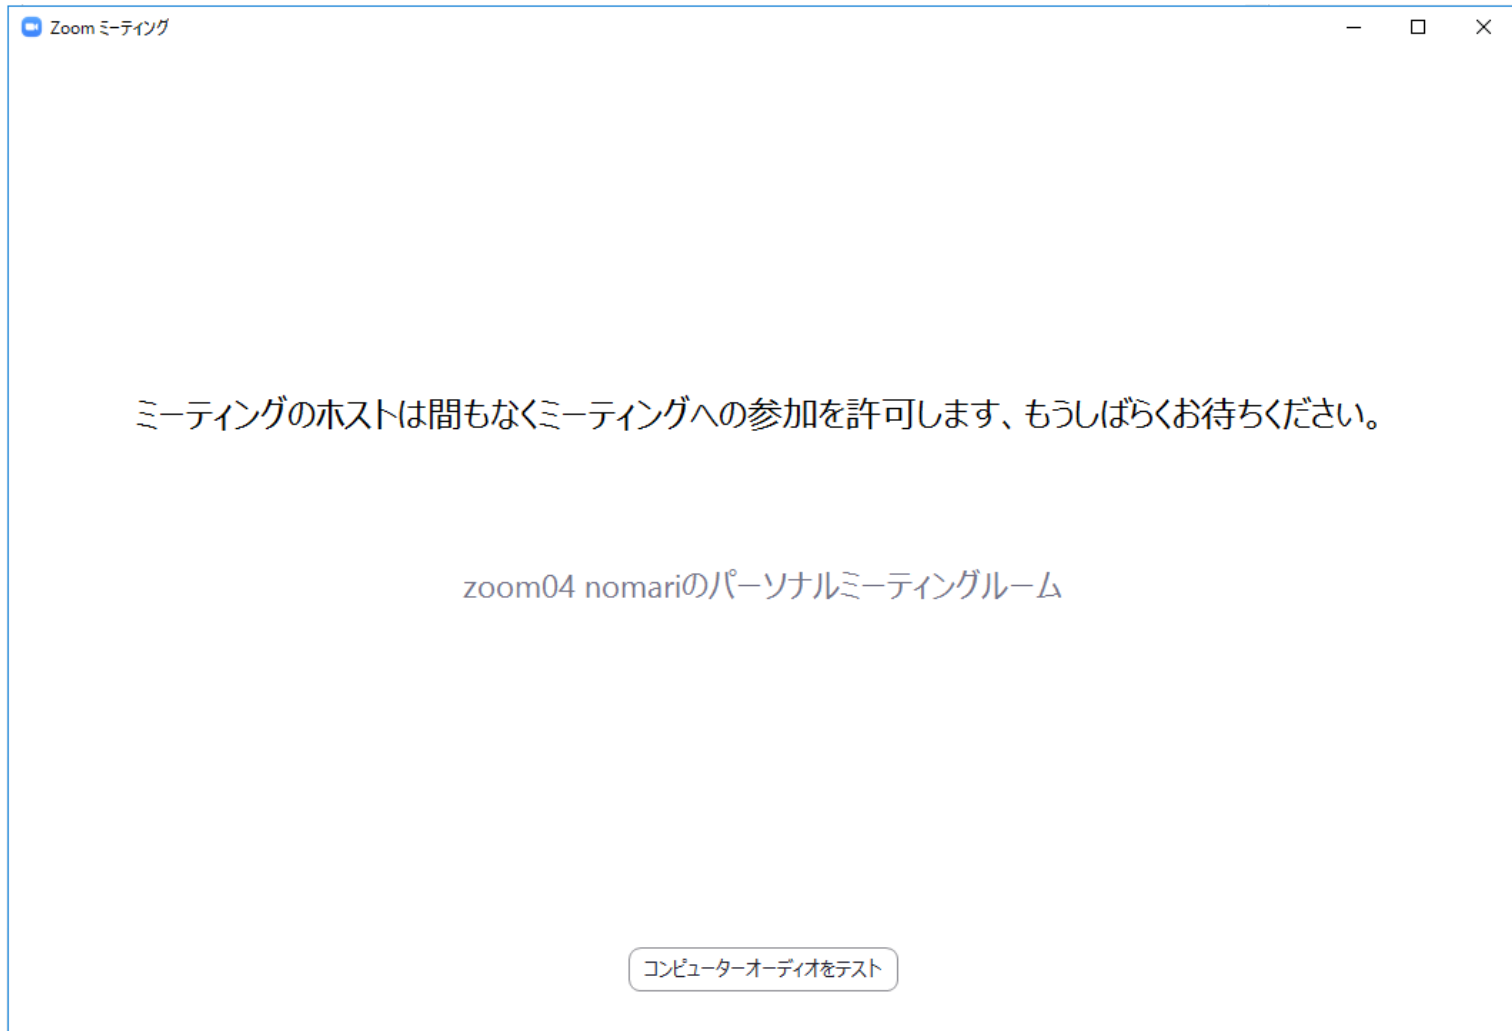 Zoom ミーティング
ミーティングのホストは間もなくミーティングへの参加を許可します、もうしばらくお待ちください。
zoom04 nomariのパーソナルミーティングルーム
コンピューターオーディオをテスト